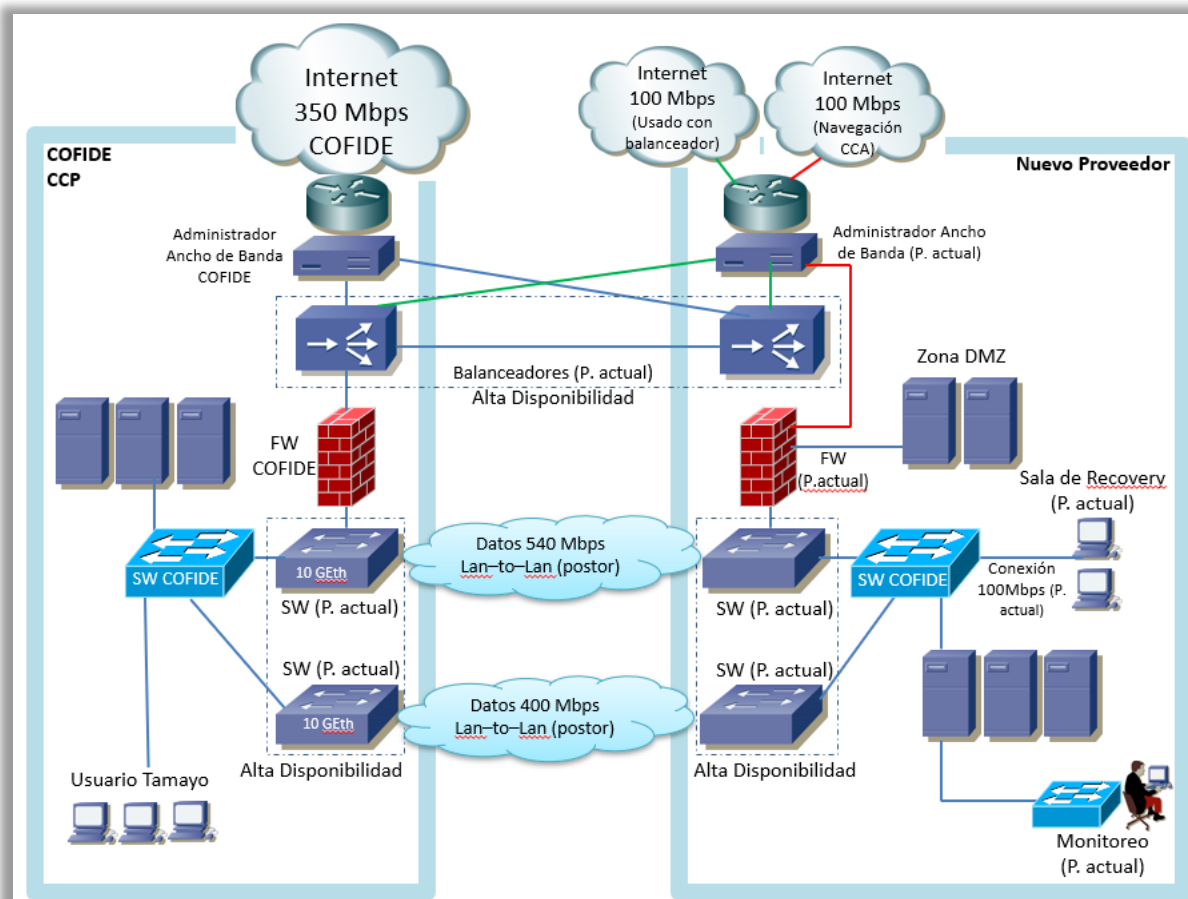 Internet
350 Mbps
COFIDE
Internet
100 Mbps
(Usado con
balanceador)
Internet
100 Mbps
(Navegación
CCA)
COFIDE
CCP
Nuevo Proveedor
Administrador
Ancho de Banda
COFIDE
Administrador Ancho
de Banda (P. actual)
Balanceadores (P. actual)
Alta Disponibilidad
Zona DMZ
FW
COFIDE
FW
(P.actual)
Sala de Recovery
(P. actual)
Datos 540 Mbps
Lan-to–Lan (postor)
10 GEth
SW COFIDE
SW (P. actual)
SW (P. actual)
SW COFIDE
Conexión
100Mbps (P.
actual)
SW (P. actual)
10 GEth
Datos 400 Mbps
Lan-to–Lan (postor)
SW (P. actual)
Alta Disponibilidad
Alta Disponibilidad
Usuario Tamayo
Monitoreo
(P. actual)